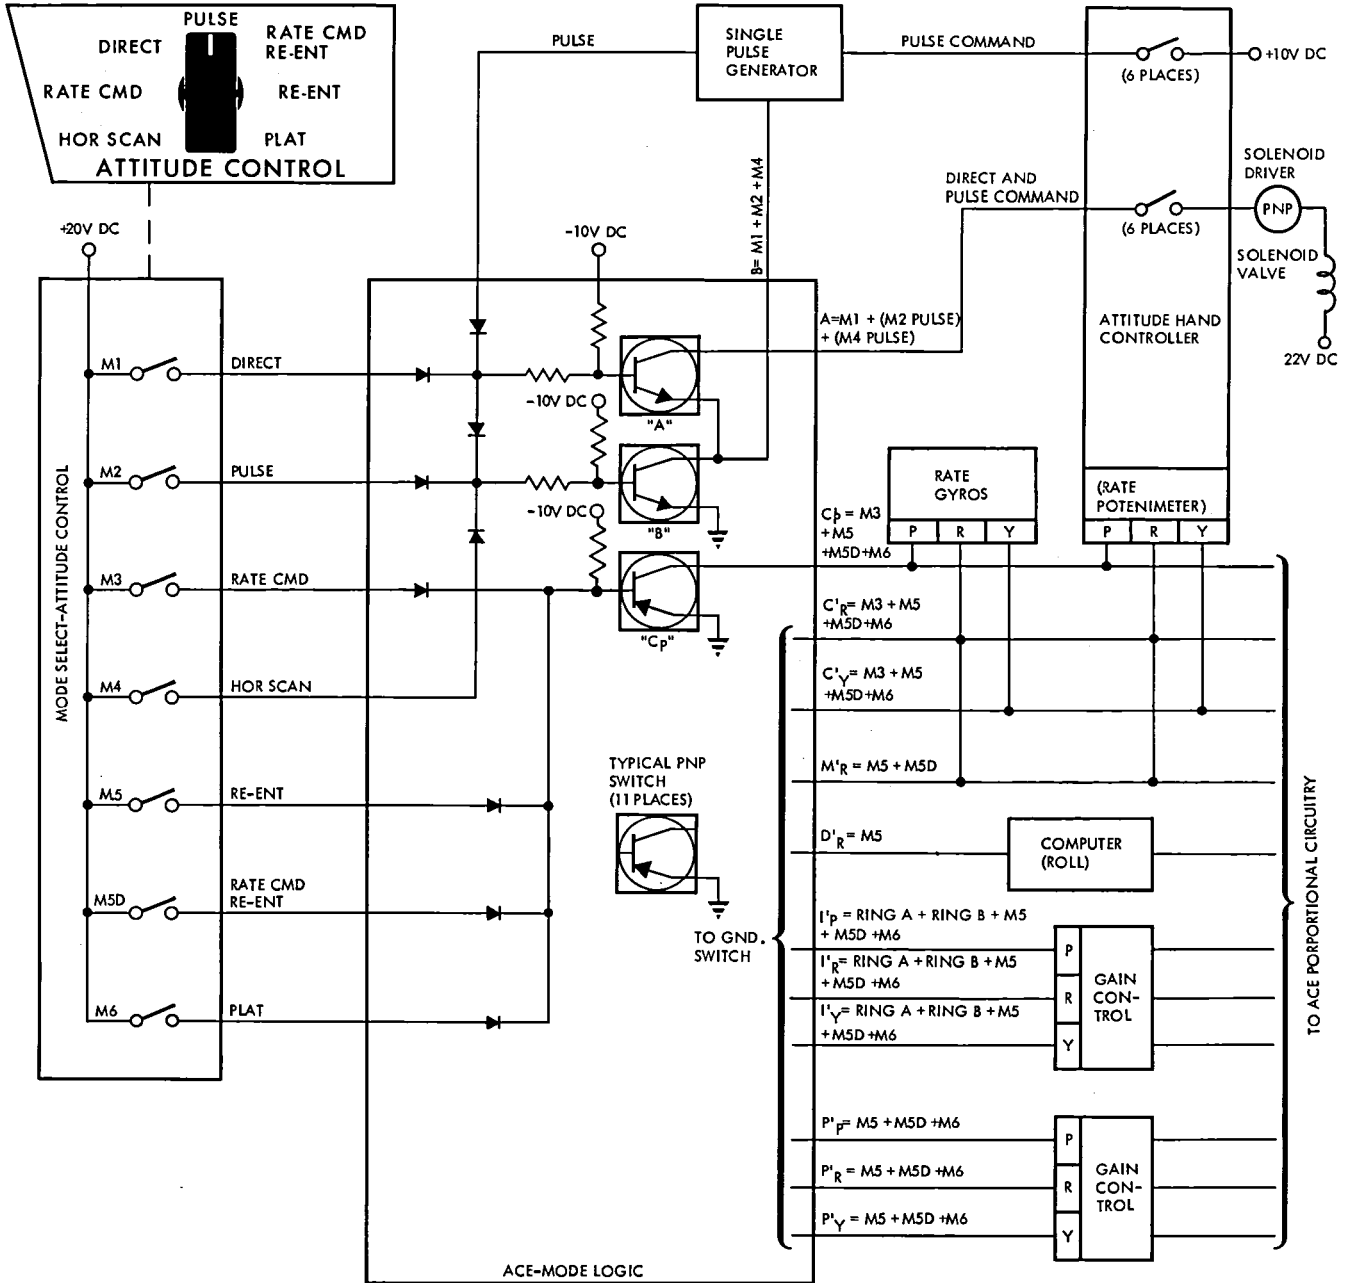 PULSE
DIRECT
RATE CMD
RE-ENT
RATE CMD
RE-ENT
HOR SCAN
PLAT
ATTITUDE CONTROL
PULSE
SINGLE
PULSE
GENERATOR
PULSE COMMAND
(6 PLACES)
+10V DC
B= M1 + M2 +M4
DIRECT AND
PULSE COMMAND
(6 PLACES)
SOLENOID
DRIVER
PNP
SOLENOID
VALVE
22V DC
+20V DC
-10V DC
A=M1 + (M2 PULSE)
+ (M4 PULSE)
ATTITUDE HAND
CONTROLLER
MODE SELECT-ATTITUDE CONTROL
M1
DIRECT
-10V DC
"A"
M2
PULSE
-10V DC
"B"
RATE
GYROS
P R Y
(RATE
POTENIMETER)
P R Y
Cp = M3
+ M5
+M5D+M6
M3
RATE CMD
"Cp"
C'R= M3 + M5
+M5D+M6
M4
HOR SCAN
C'Y= M3 + M5
+M5D+M6
TYPICAL PNP
SWITCH
(11 PLACES)
M'R = M5 + M5D
M5
RE-ENT
D'R = M5
COMPUTER
(ROLL)
M5D
RATE CMD
RE-ENT
TO GND.
SWITCH
I'P = RING A + RING B + M5
+ M5D +M6
I'R= RING A +RING B + M5
+ M5D +M6
I'Y= RING A +RING B + M5
+M5D +M6
P
R
Y
GAIN
CON-
TROL
M6
PLAT
TO ACE PORPORTIONAL CIRCUITRY
P'P= M5 +M5D +M6
P'R = M5 + M5D +M6
P'Y = M5 + M5D +M6
P
R
Y
GAIN
CON-
TROL
ACE-MODE LOGIC